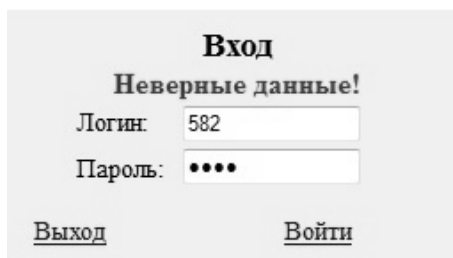 Вход
Неверные данные!
Логин: 582
Пароль: ••••
Выход Войти